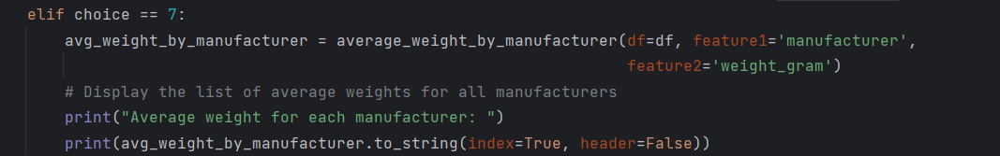 elif choice == 7:
avg_weight_by_manufacturer = average_weight_by_manufacturer(df=df, feature1='manufacturer',
feature2='weight_gram')
# Display the list of average weights for all manufacturers
print("Average weight for each manufacturer: ")
print(avg_weight_by_manufacturer.to_string(index=True, header=False))